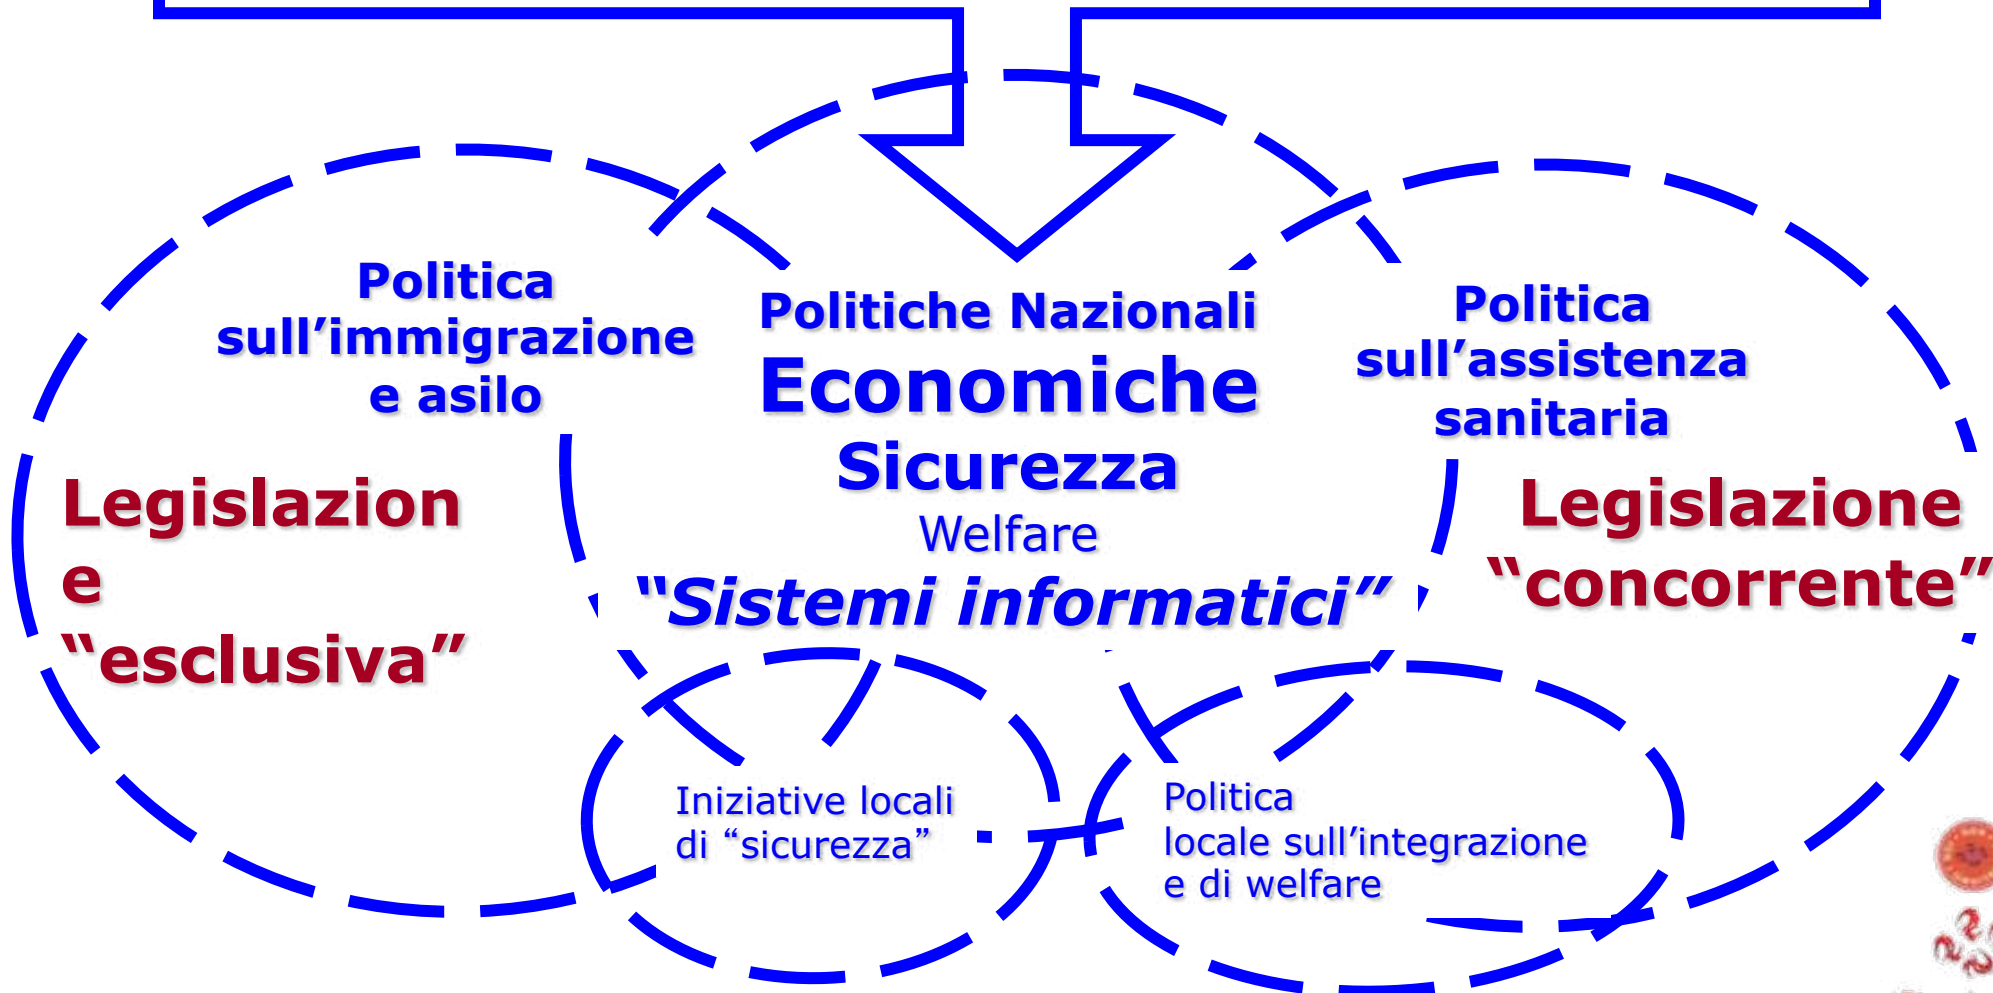 Politica
sull’immigrazione
e asilo
Legislazion
e
“esclusiva”
Politiche Nazionali
Economiche
Sicurezza
Welfare
“Sistemi informatici”
Politica
sull’assistenza
sanitaria
Legislazione
“concorrente”
Iniziative locali
di “sicurezza”
Politica
locale sull’integrazione
e di welfare